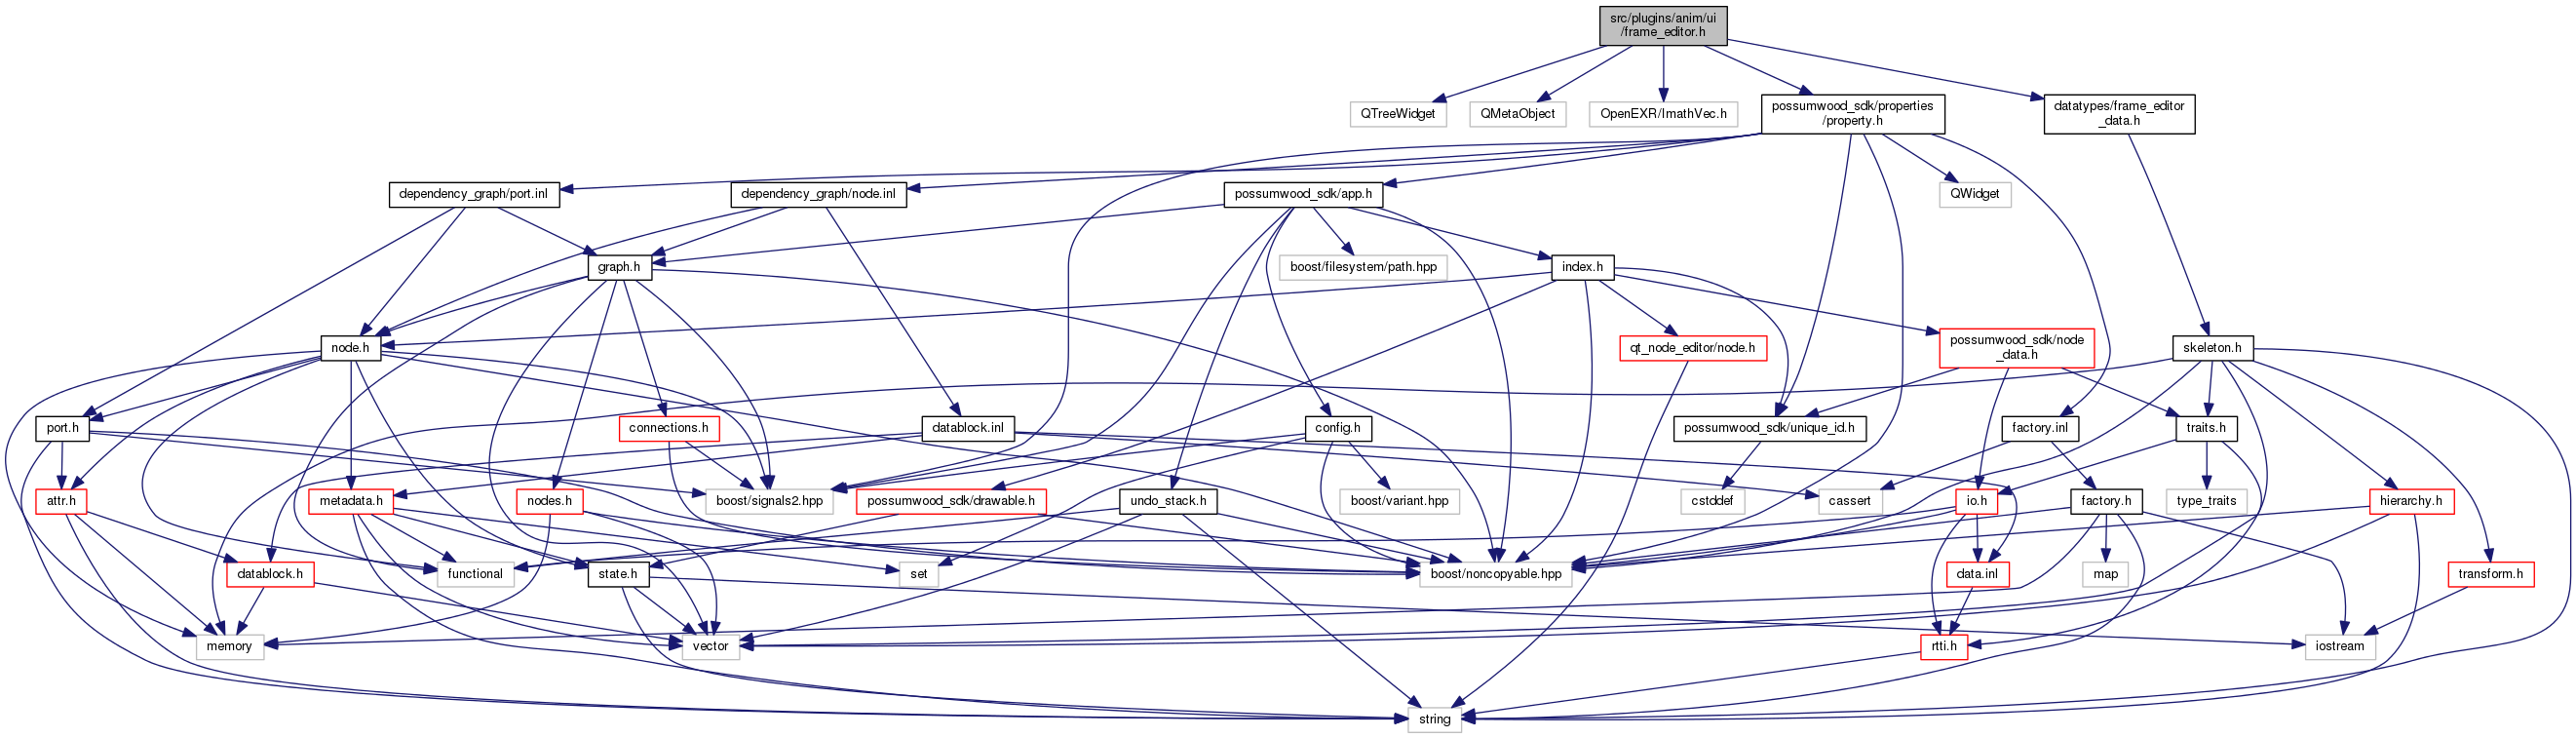 src/plugins/anim/ui
/frame_editor.h
QTreeWidget
QMetaObject
OpenEXR/ImathVec.h
possumwood_sdk/properties
/property.h
datatypes/frame_editor
_data.h
dependency_graph/port.inl
dependency_graph/node.inl
possumwood_sdk/app.h
QWidget
graph.h
boost/filesystem/path.hpp
index.h
node.h
qt_node_editor/node.h
possumwood_sdk/node
_data.h
skeleton.h
port.h
connections.h
datablock.inl
config.h
possumwood_sdk/unique_id.h
factory.inl
traits.h
attr.h
metadata.h
nodes.h
boost/signals2.hpp
possumwood_sdk/drawable.h
undo_stack.h
boost/variant.hpp
cstddef
cassert
io.h
factory.h
type_traits
hierarchy.h
datablock.h
functional
state.h
set
boost/noncopyable.hpp
data.inl
map
transform.h
memory
vector
rtti.h
iostream
string